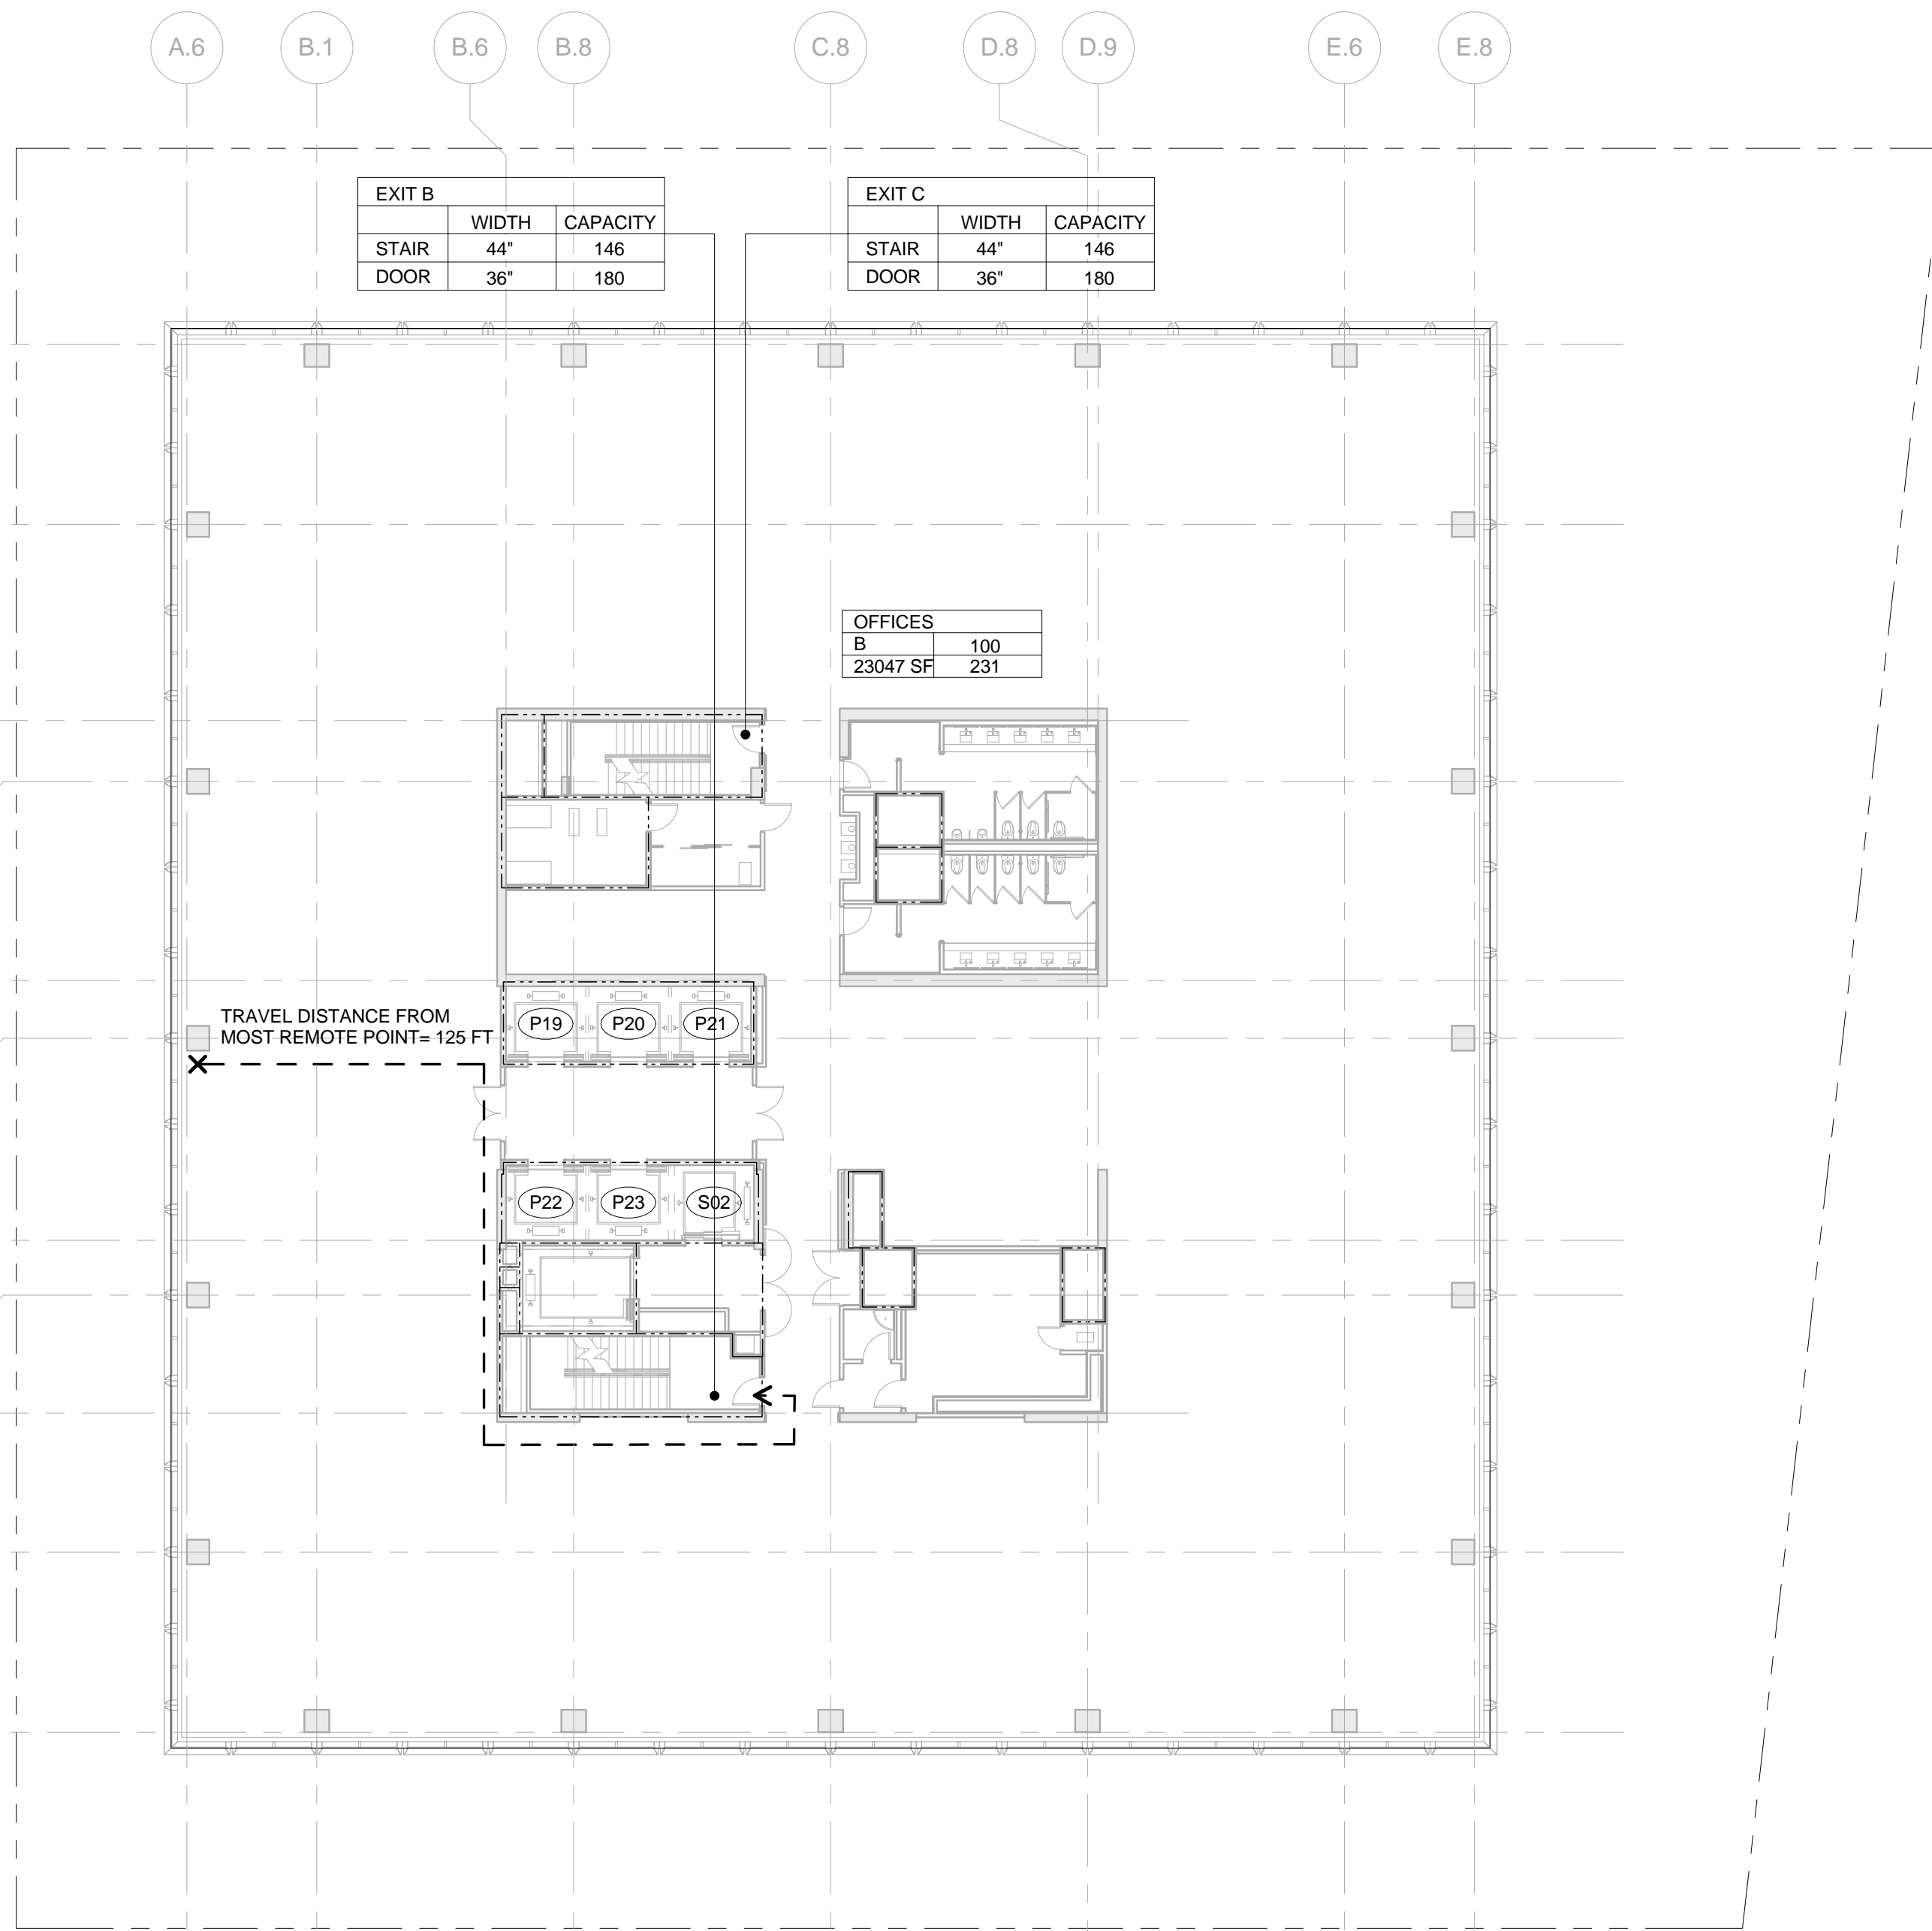 A.6 B.1 B.6 B.8 C.8 D.8 D.9 E.6 E.8
EXIT B
WIDTH CAPACITY
STAIR 44" 146
DOOR 36" 180
EXIT C
WIDTH CAPACITY
STAIR 44" 146
DOOR 36" 180
OFFICES
B 100
23047 SF 231
TRAVEL DISTANCE FROM
MOST REMOTE POINT= 125 FT
P19 P20 P21
P22 P23 S02